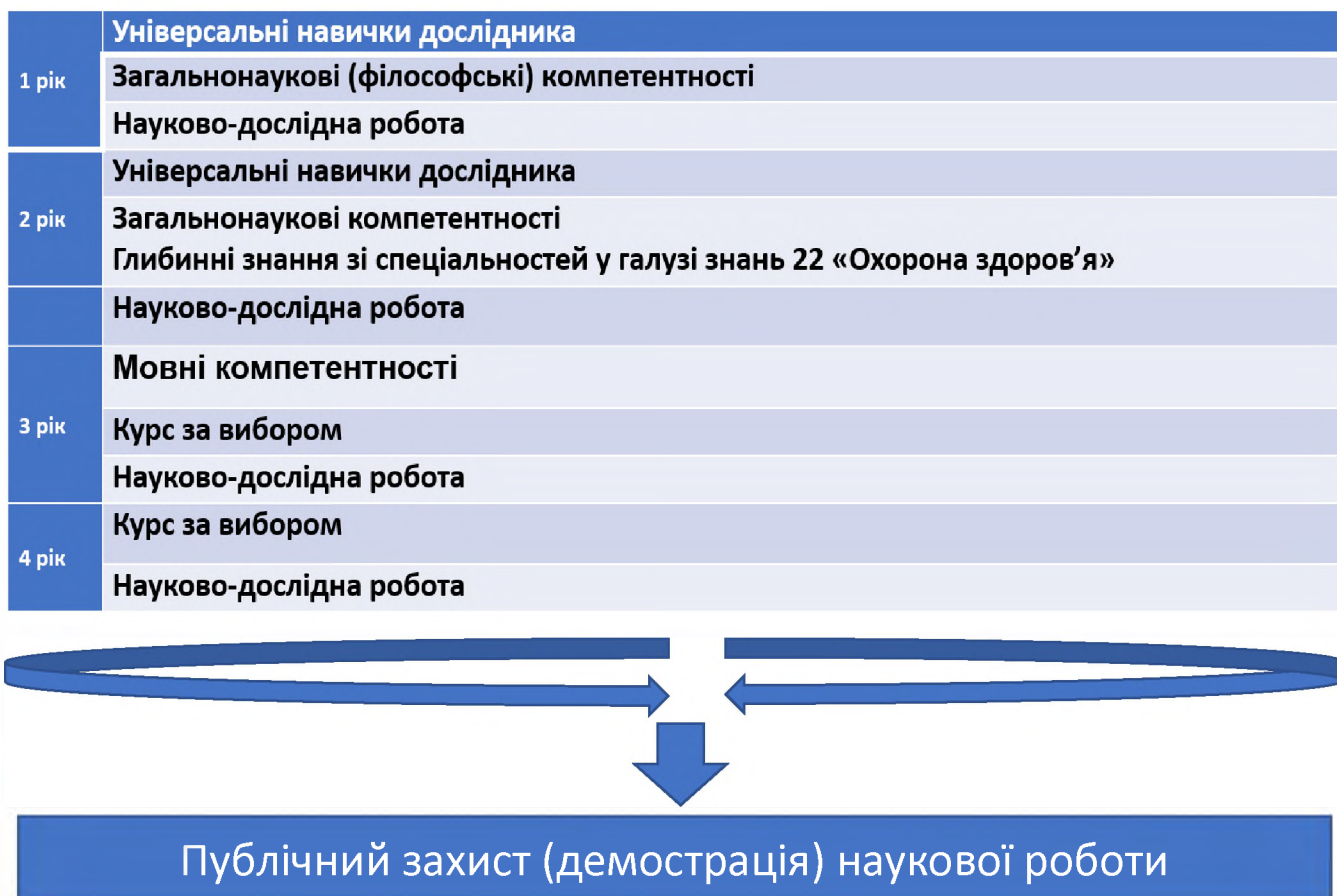 Універсальні навички дослідника
1 рік
Загальнонаукові (філософські) компетентності
Науково-дослідна робота
Універсальні навички дослідника
2 рік
Загальнонаукові компетентності
Глибинні знання зі спеціальностей у галузі знань 22 «Охорона здоров’я»
Науково-дослідна робота
Мовні компетентності
3 рік
Курс за вибором
Науково-дослідна робота
Курс за вибором
4 рік
Науково-дослідна робота
Публічний захист (демострація) наукової роботи